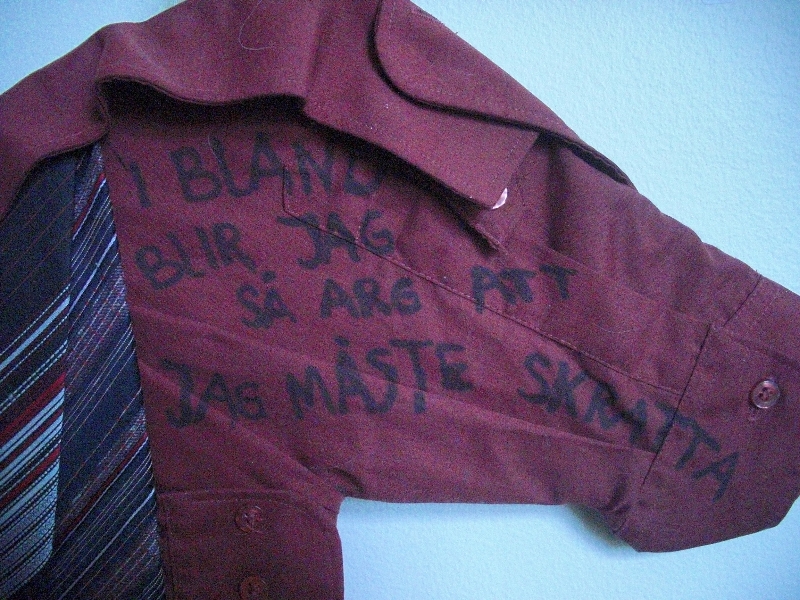 I BLAND
BLIR JAG
SÅ ARG ATT
JAG MÅSTE SKRATTA